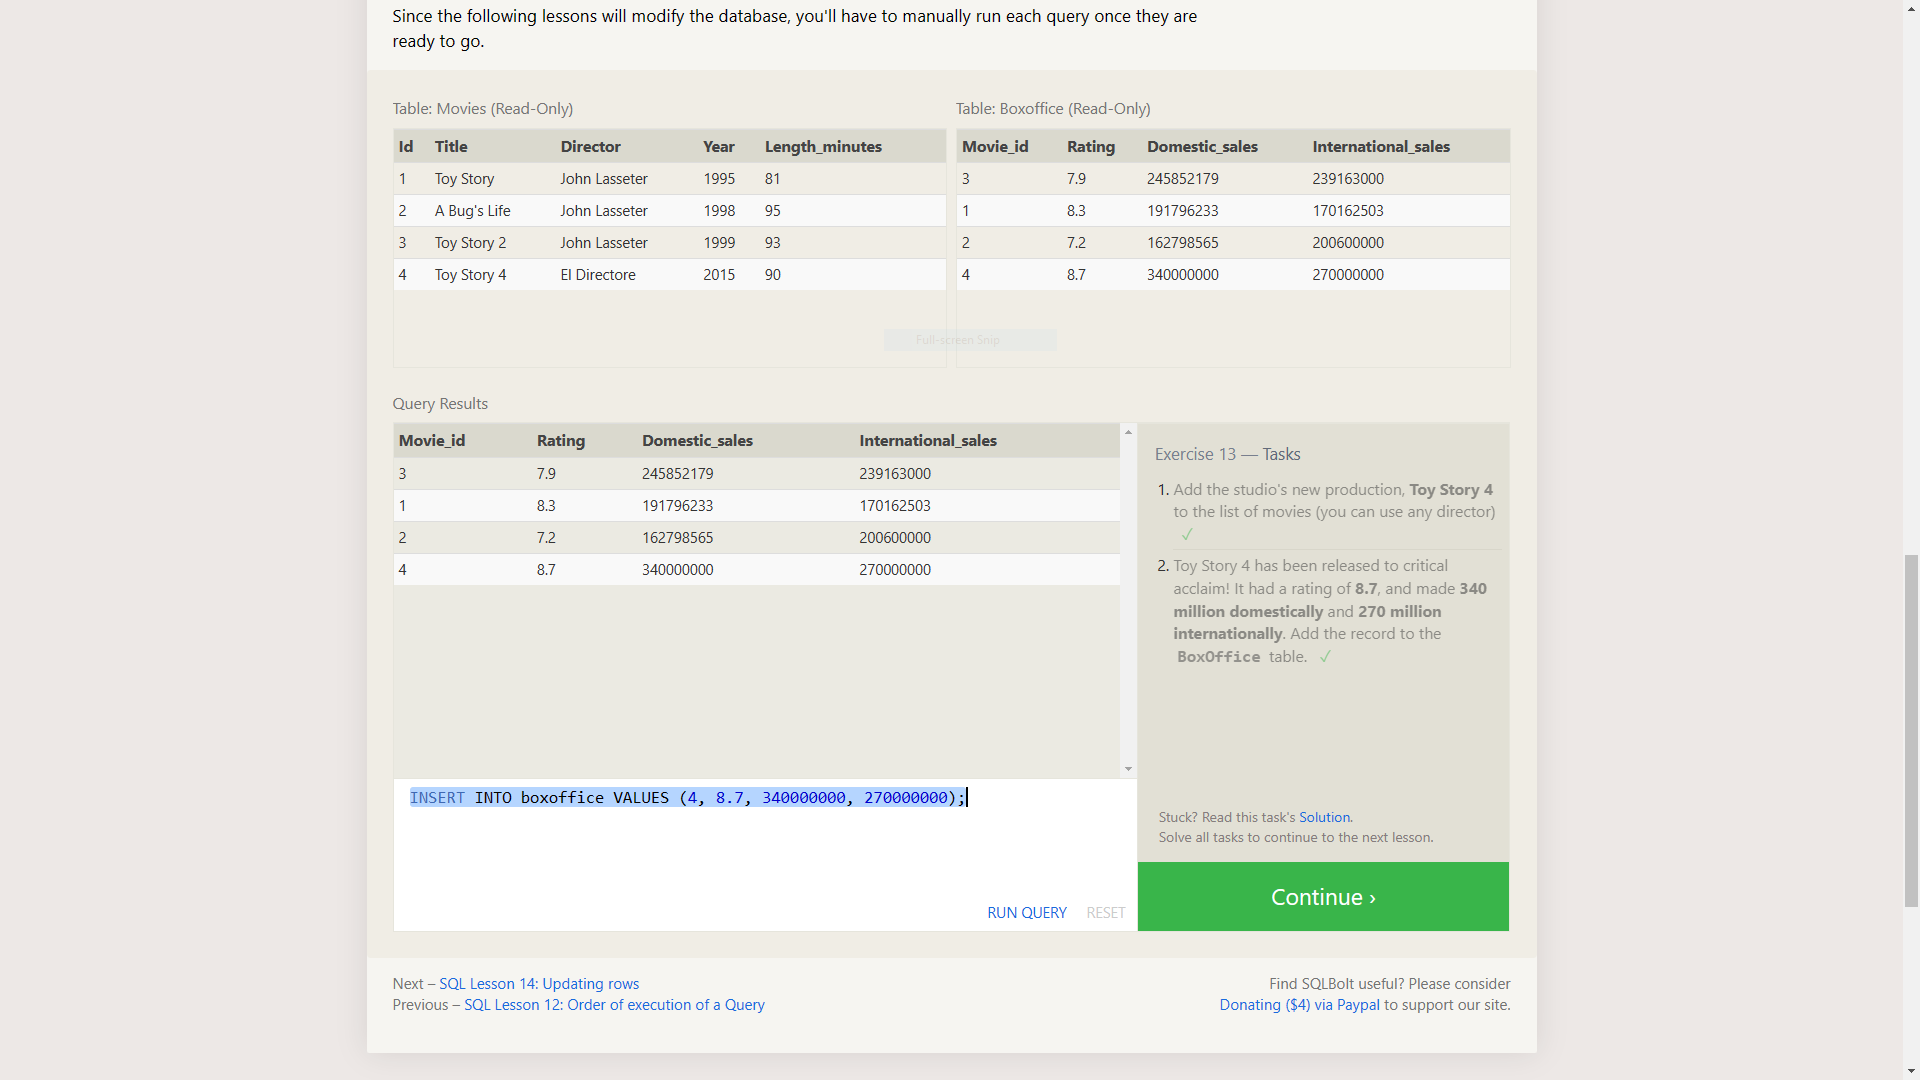 Since the following lessons will modify the database, you'll have to manually run each query once they are
ready to go.
Table: Movies (Read-Only)
Id Title Director Year Length_minutes
1 Toy Story John Lasseter 1995 81
2 A Bug's Life John Lasseter 1998 95
3 Toy Story 2 John Lasseter 1999 93
4 Toy Story 4 El Directore 2015 90
Table: Boxoffice (Read-Only)
Movie_id Rating Domestic_sales International_sales
3 7.9 245852179 239163000
1 8.3 191796233 170162503
2 7.2 162798565 200600000
4 8.7 340000000 270000000
Full-screen Snip
Query Results
Movie_id Rating Domestic_sales International_sales
3 7.9 245852179 239163000
1 8.3 191796233 170162503
2 7.2 162798565 200600000
4 8.7 340000000 270000000
INSERT INTO boxoffice VALUES (4, 8.7, 340000000, 270000000);
RUN QUERY RESET
Exercise 13 — Tasks
1. Add the studio's new production, Toy Story 4
to the list of movies (you can use any director)
✓
2. Toy Story 4 has been released to critical
acclaim! It had a rating of 8.7, and made 340
million domestically and 270 million
internationally. Add the record to the
BoxOffice table. ✓
Stuck? Read this task's Solution.
Solve all tasks to continue to the next lesson.
Continue ›
Next – SQL Lesson 14: Updating rows
Previous – SQL Lesson 12: Order of execution of a Query
Find SQLBolt useful? Please consider
Donating ($4) via Paypal to support our site.